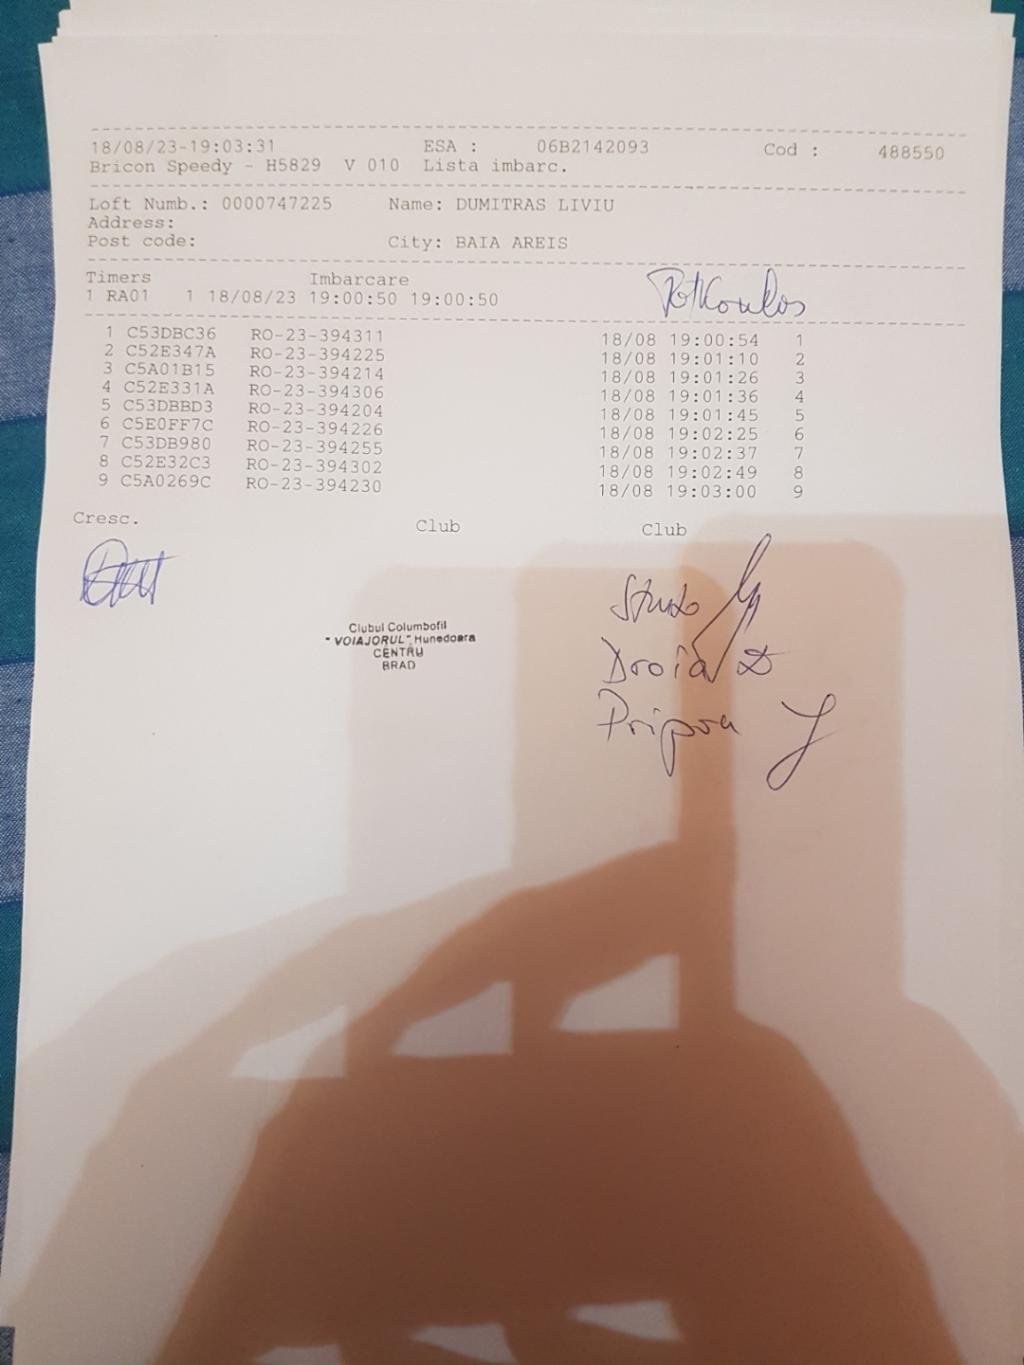 18/08/23-19:03:31 ESA : 06B2142093 Cod : 488550
Bricon Speedy - H5829 V 010 Lista imbarc.
Loft Numb.: 0000747225 Name: DUMITRAS LIVIU
Address:
Post code: City: BAIA AREIS
Timers Imbarcare
1 RA01 1 18/08/23 19:00:50 19:00:50
1 C53DBC36 RO-23-394311 18/08 19:00:54 1
2 C52E347A RO-23-394225 18/08 19:01:10 2
3 C5A01B15 RO-23-394214 18/08 19:01:26 3
4 C52E331A RO-23-394306 18/08 19:01:36 4
5 C53DBBD3 RO-23-394204 18/08 19:01:45 5
6 C5E0FF7C RO-23-394226 18/08 19:02:25 6
7 C53DB980 RO-23-394255 18/08 19:02:37 7
8 C52E32C3 RO-23-394302 18/08 19:02:49 8
9 C5A0269C RO-23-394230 18/08 19:03:00 9
Cresc. Club Club
Clubul Columbofil
"VOIAJORUL" Hunedoara
CENTRU
BRAD
Droia D